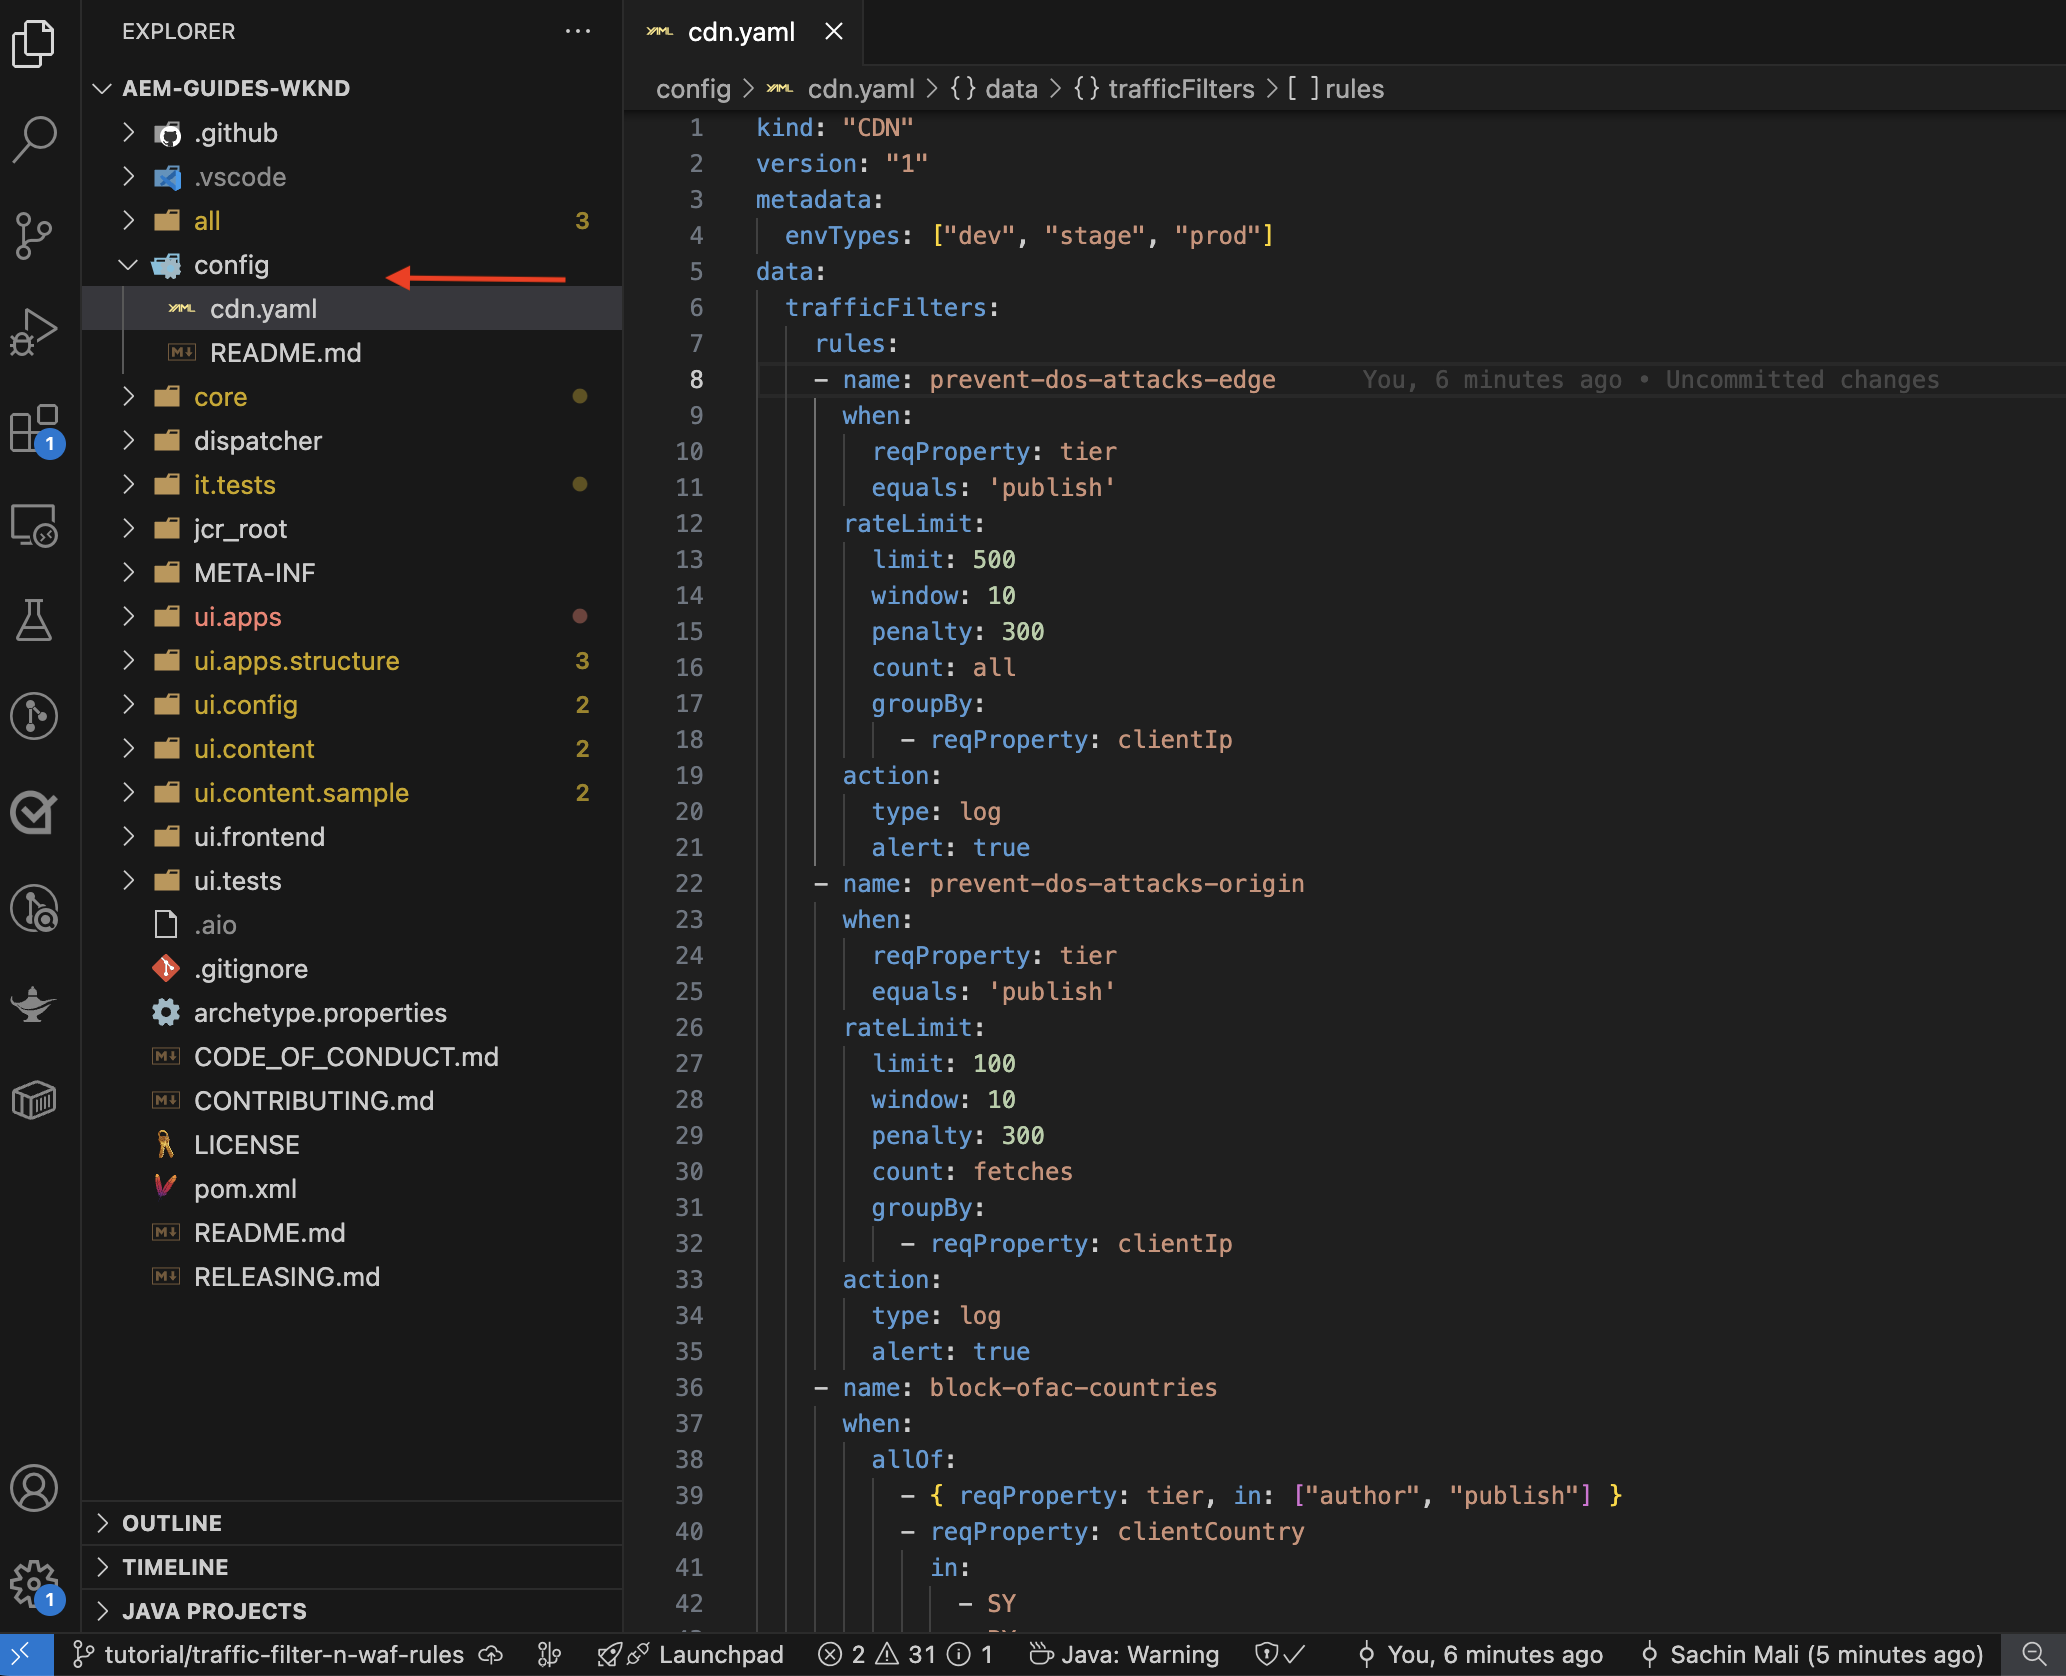 EXPLORER
AEM-GUIDES-WKND
.github
.vscode
all 3
config
cdn.yaml
README.md
core
dispatcher
it.tests
jcr_root
META-INF
ui.apps
ui.apps.structure 3
ui.config 2
ui.content 2
ui.content.sample 2
ui.frontend
ui.tests
.aio
.gitignore
archetype.properties
CODE_OF_CONDUCT.md
CONTRIBUTING.md
LICENSE
pom.xml
README.md
RELEASING.md
OUTLINE
TIMELINE
JAVA PROJECTS
1
1
YAML cdn.yaml
config > YAML cdn.yaml > {} data > {} trafficFilters > [ ] rules
1 kind: "CDN"
2 version: "1"
3 metadata:
4 envTypes: ["dev", "stage", "prod"]
5 data:
6 trafficFilters:
7 rules:
8 - name: prevent-dos-attacks-edge You, 6 minutes ago • Uncommitted changes
9 when:
10 reqProperty: tier
11 equals: 'publish'
12 rateLimit:
13 limit: 500
14 window: 10
15 penalty: 300
16 count: all
17 groupBy:
18 - reqProperty: clientIp
19 action:
20 type: log
21 alert: true
22 - name: prevent-dos-attacks-origin
23 when:
24 reqProperty: tier
25 equals: 'publish'
26 rateLimit:
27 limit: 100
28 window: 10
29 penalty: 300
30 count: fetches
31 groupBy:
32 - reqProperty: clientIp
33 action:
34 type: log
35 alert: true
36 - name: block-ofac-countries
37 when:
38 allOf:
39 - { reqProperty: tier, in: ["author", "publish"] }
40 - reqProperty: clientCountry
41 in:
42 - SY
tutorial/traffic-filter-n-waf-rules Launchpad 2 31 1 Java: Warning You, 6 minutes ago Sachin Mali (5 minutes ago)